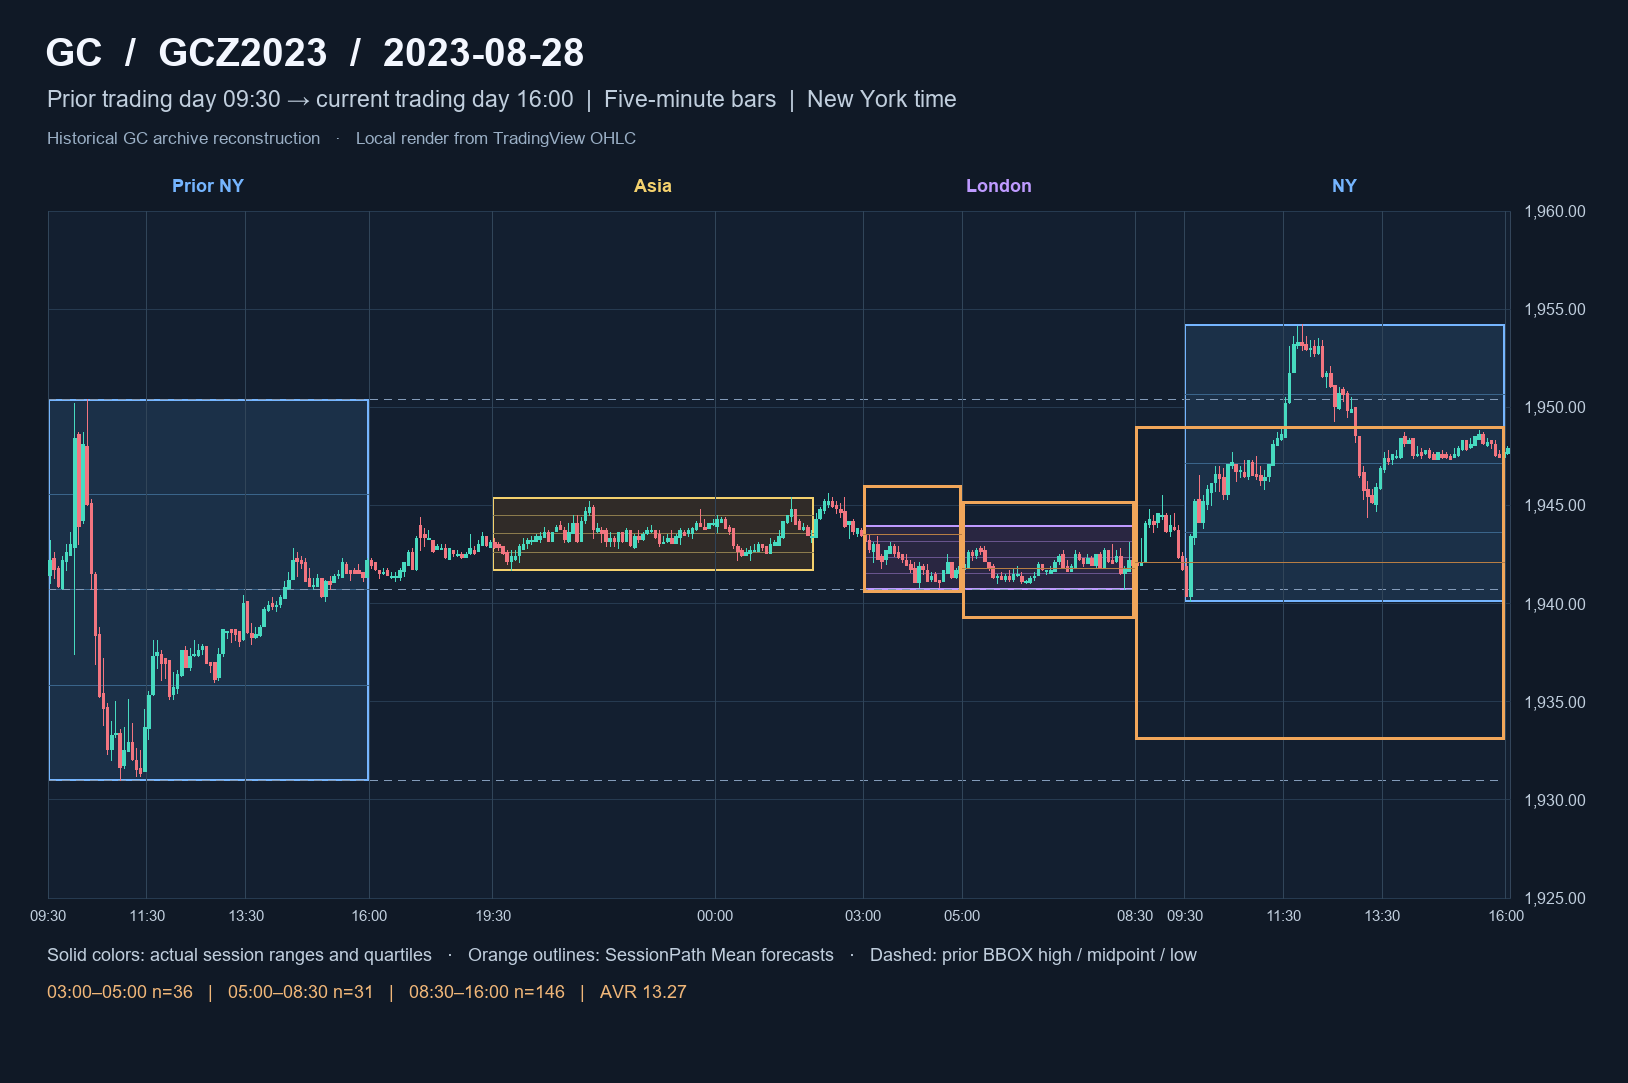 GC / GCZ2023 / 2023-08-28
Prior trading day 09:30 → current trading day 16:00 | Five-minute bars | New York time
Historical GC archive reconstruction · Local render from TradingView OHLC
Prior NY Asia London NY
1,960.00
1,955.00
1,950.00
1,945.00
1,940.00
1,935.00
1,930.00
1,925.00
09:30 11:30 13:30 16:00 19:30 00:00 03:00 05:00 08:30 09:30 11:30 13:30 16:00
Solid colors: actual session ranges and quartiles · Orange outlines: SessionPath Mean forecasts · Dashed: prior BBOX high / midpoint / low
03:00–05:00 n=36 | 05:00–08:30 n=31 | 08:30–16:00 n=146 | AVR 13.27